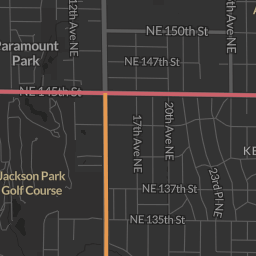 12th Ave NE
NE 150th St
Paramount
Park
NE 147th St
NE 145th St
17th Ave NE
20th Ave NE
23rd Pl NE
Jackson Park
Golf Course
NE 137th St
NE 135th St